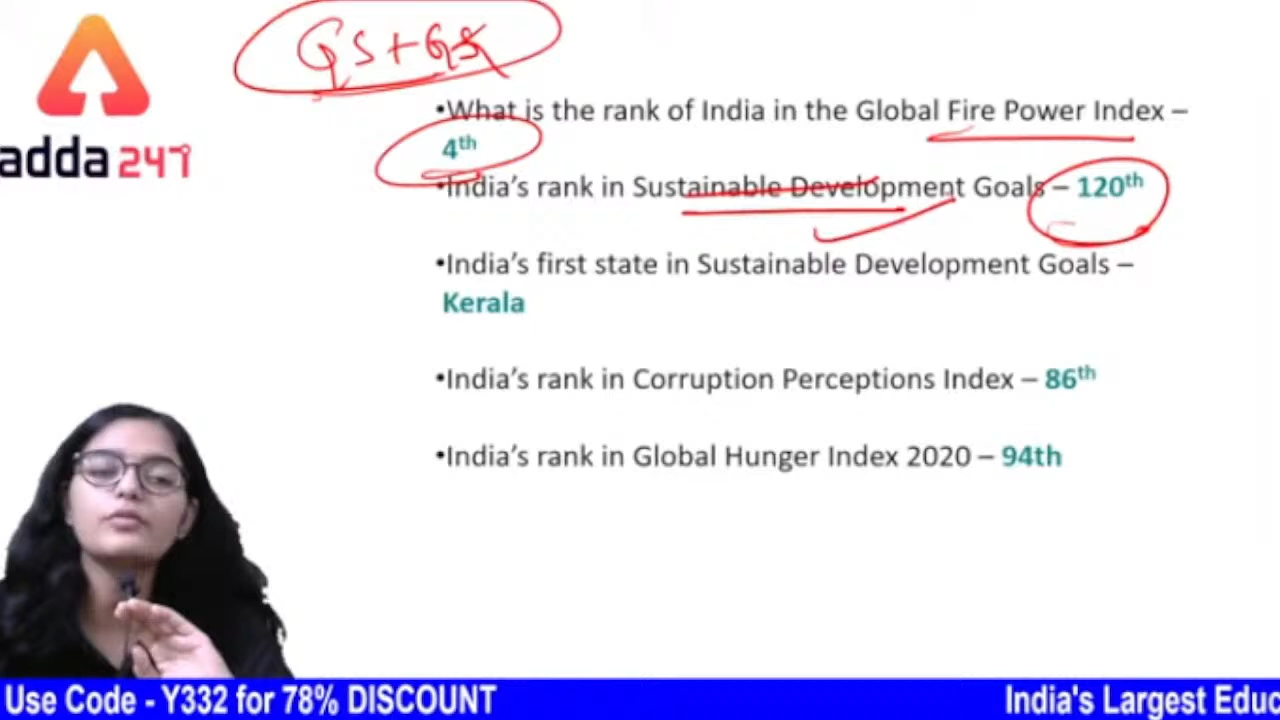 GS+GK
•What is the rank of India in the Global Fire Power Index –
4th
•India's rank in Sustainable Development Goals – 120th
•India's first state in Sustainable Development Goals –
Kerala
•India's rank in Corruption Perceptions Index – 86th
•India's rank in Global Hunger Index 2020 – 94th
adda 247
Use Code - Y332 for 78% DISCOUNT
India's Largest Educ